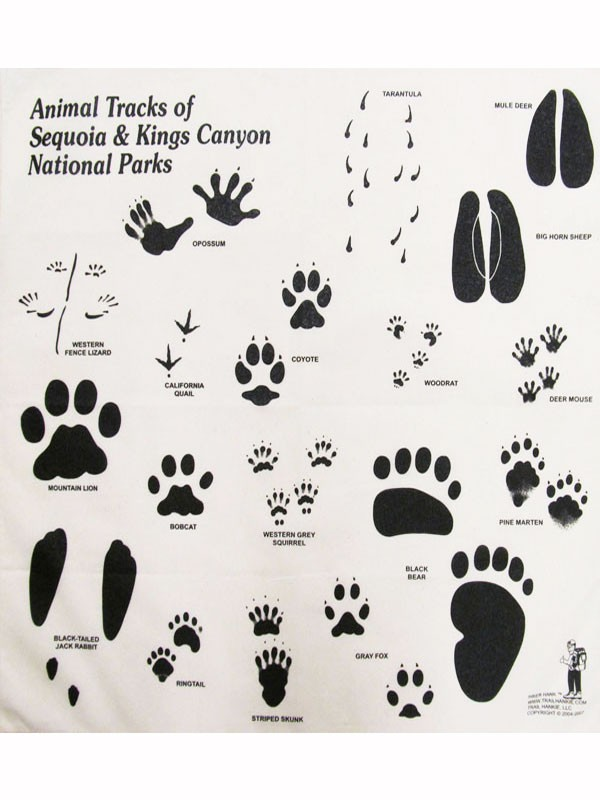 Animal Tracks of
Sequoia & Kings Canyon
National Parks
TARANTULA
MULE DEER
OPOSSUM
BIG HORN SHEEP
WESTERN
FENCE LIZARD
CALIFORNIA
QUAIL
COYOTE
WOODRAT
DEER MOUSE
MOUNTAIN LION
BOBCAT
WESTERN GREY
SQUIRREL
PINE MARTEN
BLACK
BEAR
BLACK-TAILED
JACK RABBIT
RINGTAIL
GRAY FOX
STRIPED SKUNK
HIKER HANK ™
WWW.TRAILHANKIE.COM
TRAIL HANKIE, LLC
COPYRIGHT © 2004-2007